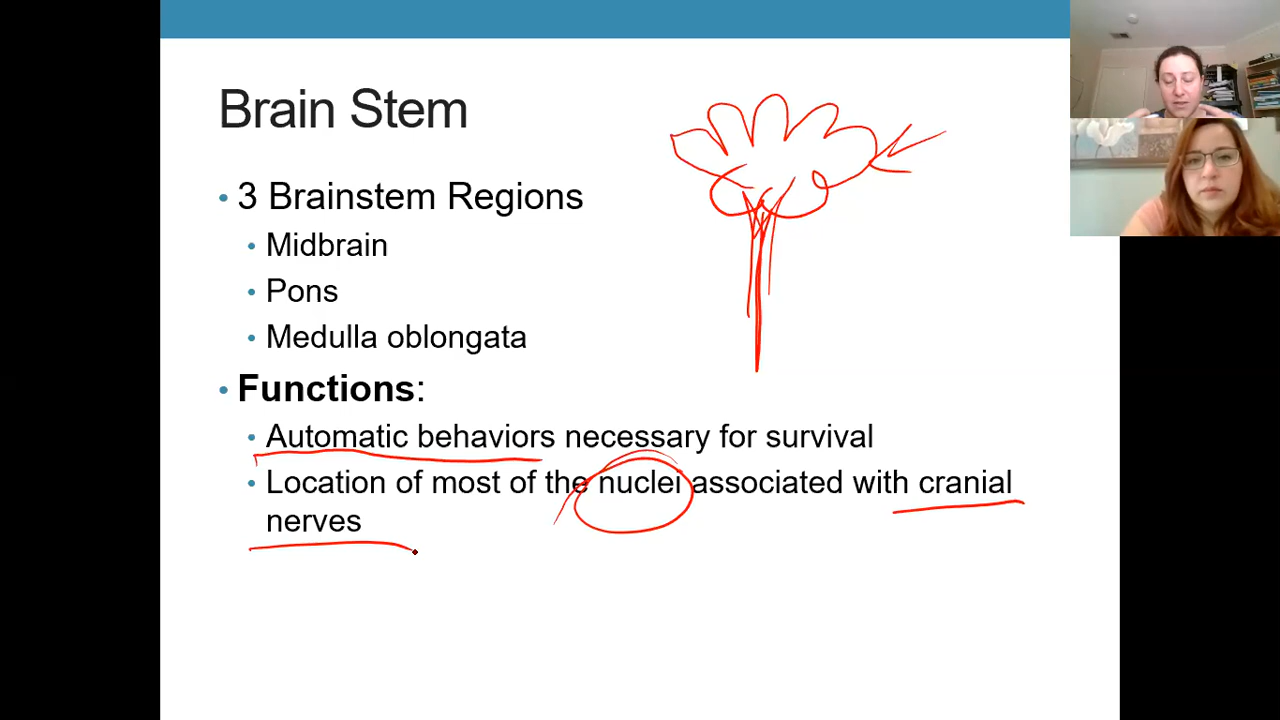 Brain Stem
3 Brainstem Regions
Midbrain
Pons
Medulla oblongata
Functions:
Automatic behaviors necessary for survival
Location of most of the nuclei associated with cranial
nerves